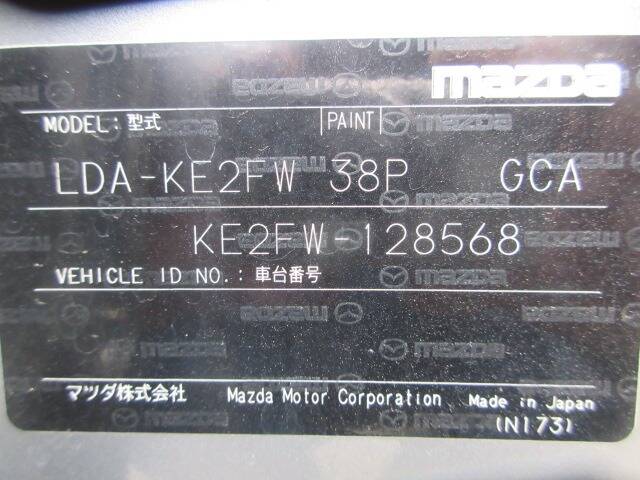 mazda
MODEL: 型式 PAINT
LDA-KE2FW 38P GCA
KE2FW-128568
VEHICLE ID NO.: 車台番号
マツダ株式会社 Mazda Motor Corporation Made in Japan
(N173)